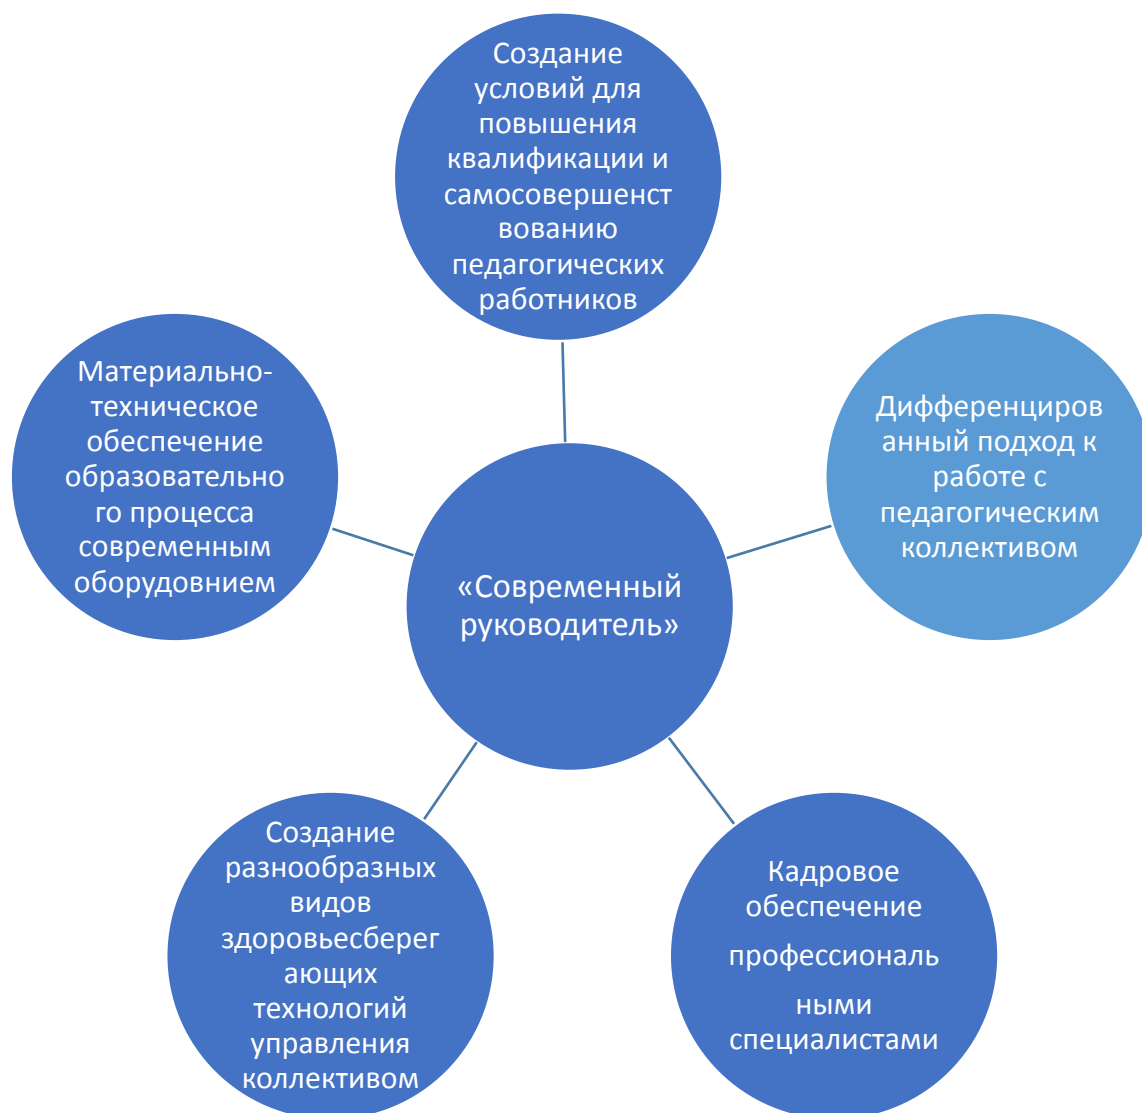 Создание
условий для
повышения
квалификации и
самосовершенст
вованию
педагогических
работников
Материально-
техническое
обеспечение
образовательно
го процесса
современным
оборудовнием
Дифференциров
анный подход к
работе с
педагогическим
коллективом
«Современный
руководитель»
Создание
разнообразных
видов
здоровьесберег
ающих
технологий
управления
коллективом
Кадровое
обеспечение
профессиональ
ными
специалистами